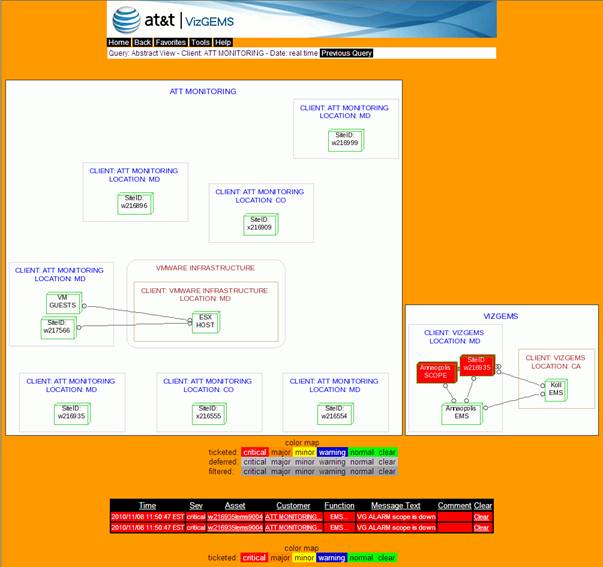 at&t | VizGEMS
Home Back Favorites Tools Help
Query: Abstract View - Client: ATT MONITORING - Date: real time Previous Query
ATT MONITORING
CLIENT: ATT MONITORING
LOCATION: MD
SiteID:
w216999
CLIENT: ATT MONITORING
LOCATION: MD
SiteID:
w216896
CLIENT: ATT MONITORING
LOCATION: CO
SiteID:
x216909
CLIENT: ATT MONITORING
LOCATION: MD
VM
GUESTS
SiteID:
w217566
VMWARE INFRASTRUCTURE
CLIENT: VMWARE INFRASTRUCTURE
LOCATION: MD
ESX
HOST
CLIENT: ATT MONITORING
LOCATION: MD
SiteID:
w216935
CLIENT: ATT MONITORING
LOCATION: CO
SiteID:
x216555
CLIENT: ATT MONITORING
LOCATION: MD
SiteID:
w216554
VIZGEMS
CLIENT: VIZGEMS
LOCATION: MD
Annaopolis
SCOPE
SiteID:
w216935
Annaopolis
EMS
CLIENT: VIZGEMS
LOCATION: CA
Koll
EMS
color map
ticketed: critical major minor warning normal clear
deferred: critical major minor warning normal clear
filtered: critical major minor warning normal clear
Time Sev Asset Customer Function Message Text Comment Clear
2010/11/08 11:50:47 EST critical w216935iems9004 ATT MONITORING... EMS... VG ALARM scope is down Clear
2010/11/08 11:50:47 EST critical w216935iems9004 ATT MONITORING... EMS... VG ALARM scope is down Clear
color map
ticketed: critical major minor warning normal clear